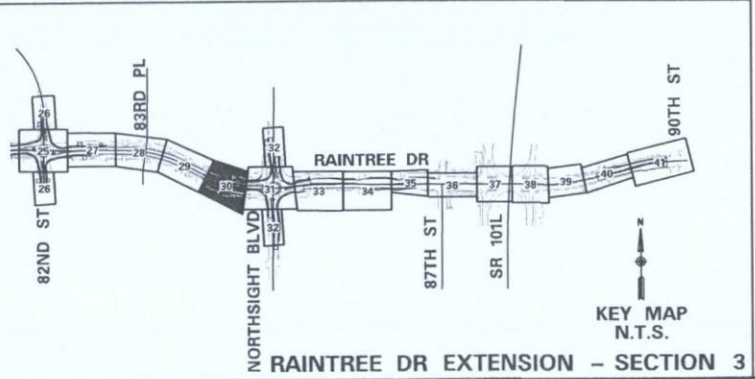 83RD PL
90TH ST
26
32
RAINTREE DR
25
27
28
29
30
31
33
34
35
36
37
38
39
40
41
26
32
82ND ST
NORTHSIGHT BLVD
87TH ST
SR 101L
N
KEY MAP
N.T.S.
RAINTREE DR EXTENSION – SECTION 3